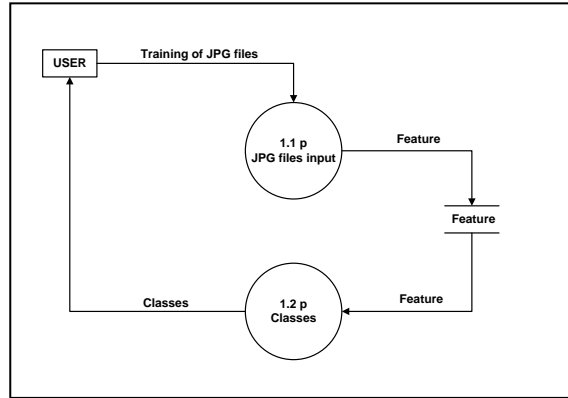 Training of JPG files
USER
1.1 p
JPG files input
Feature
Feature
Feature
1.2 p
Classes
Classes